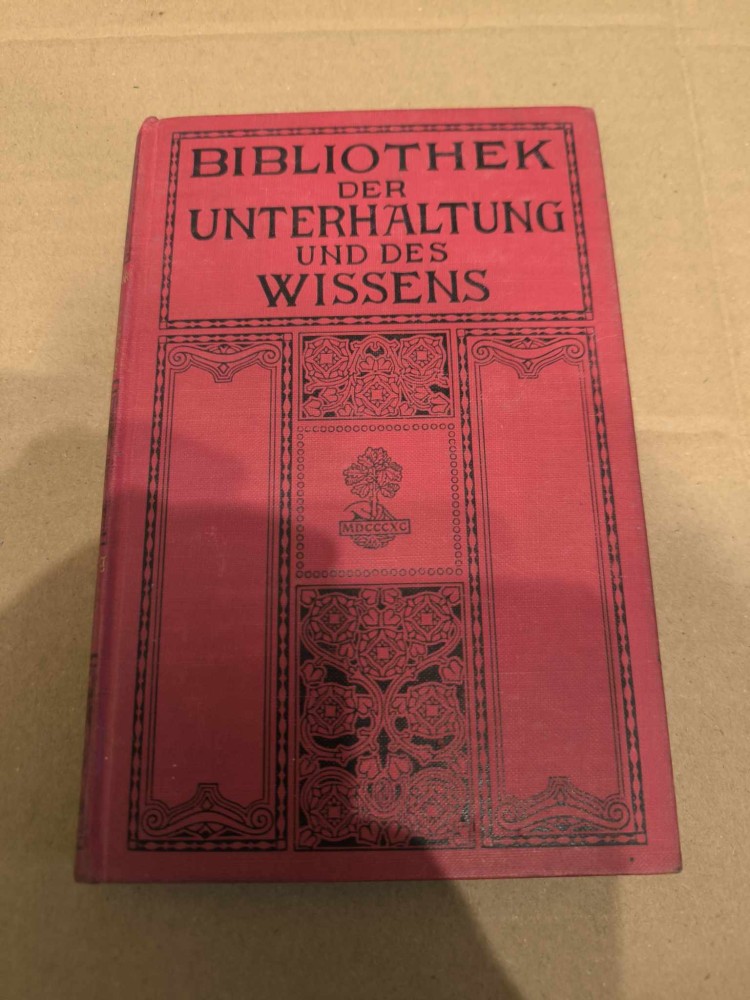 BIBLIOTHEK
DER
UNTERHALTUNG
UND DES
WISSENS
MDCCCXC